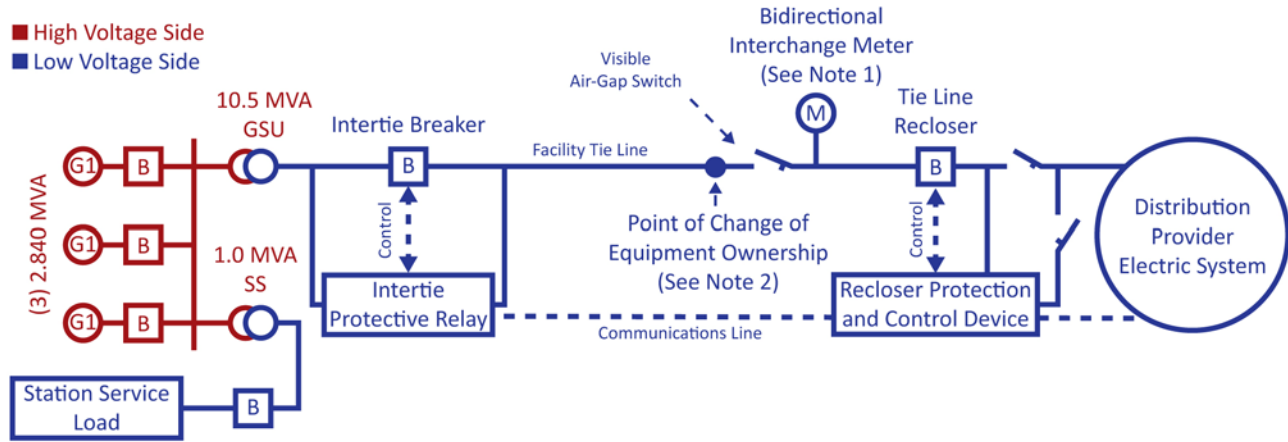 High Voltage Side
Low Voltage Side
Bidirectional
Interchange Meter
(See Note 1)
Visible
Air-Gap Switch
10.5 MVA
GSU
Intertie Breaker
Tie Line
Recloser
M
G1
B
B
Facility Tie Line
B
(3) 2.840 MVA
G1
B
1.0 MVA
SS
Control
Point of Change of
Equipment Ownership
(See Note 2)
Control
Distribution
Provider
Electric System
G1
B
Intertie
Protective Relay
Communications Line
Recloser Protection
and Control Device
Station Service
Load
B